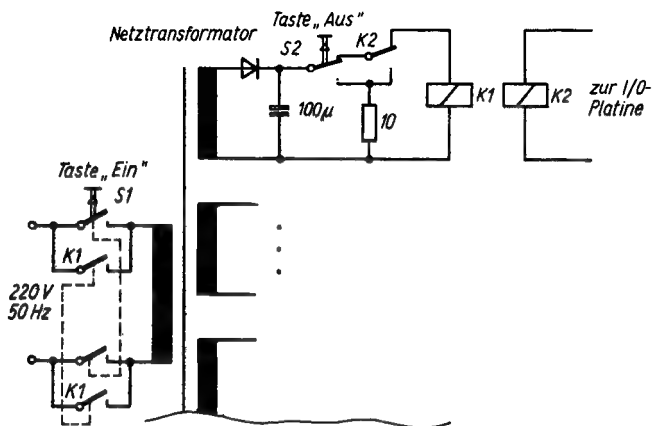 Taste „Aus"
Netztransformator
S2
K2
100µ
10
K1
K2
zur I/O-
Platine
Taste „Ein"
S1
K1
220 V
50 Hz
K1